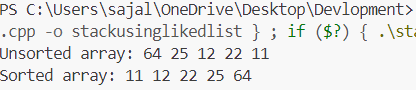 PS C:\Users\sajal\OneDrive\Desktop\Devlopment>
.cpp -o stackusinglikedlist } ; if ($?) { .\sta
Unsorted array: 64 25 12 22 11
Sorted array: 11 12 22 25 64